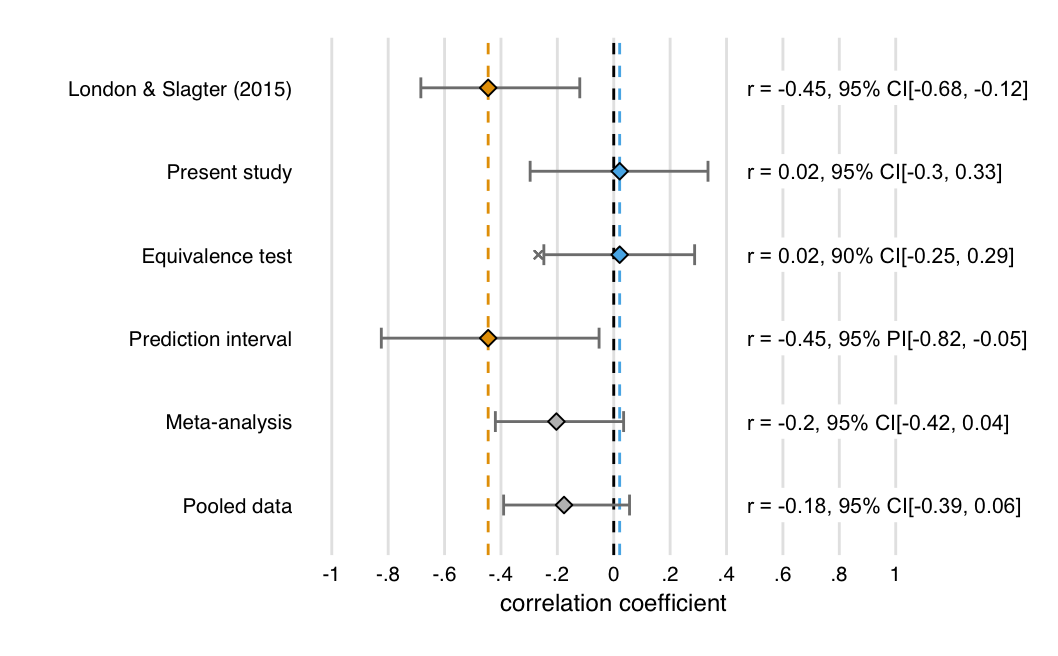 London & Slagter (2015) r = -0.45, 95% CI[-0.68, -0.12]
Present study r = 0.02, 95% CI[-0.3, 0.33]
Equivalence test r = 0.02, 90% CI[-0.25, 0.29]
Prediction interval r = -0.45, 95% PI[-0.82, -0.05]
Meta-analysis r = -0.2, 95% CI[-0.42, 0.04]
Pooled data r = -0.18, 95% CI[-0.39, 0.06]
-1 -.8 -.6 -.4 -.2 0 .2 .4 .6 .8 1
correlation coefficient